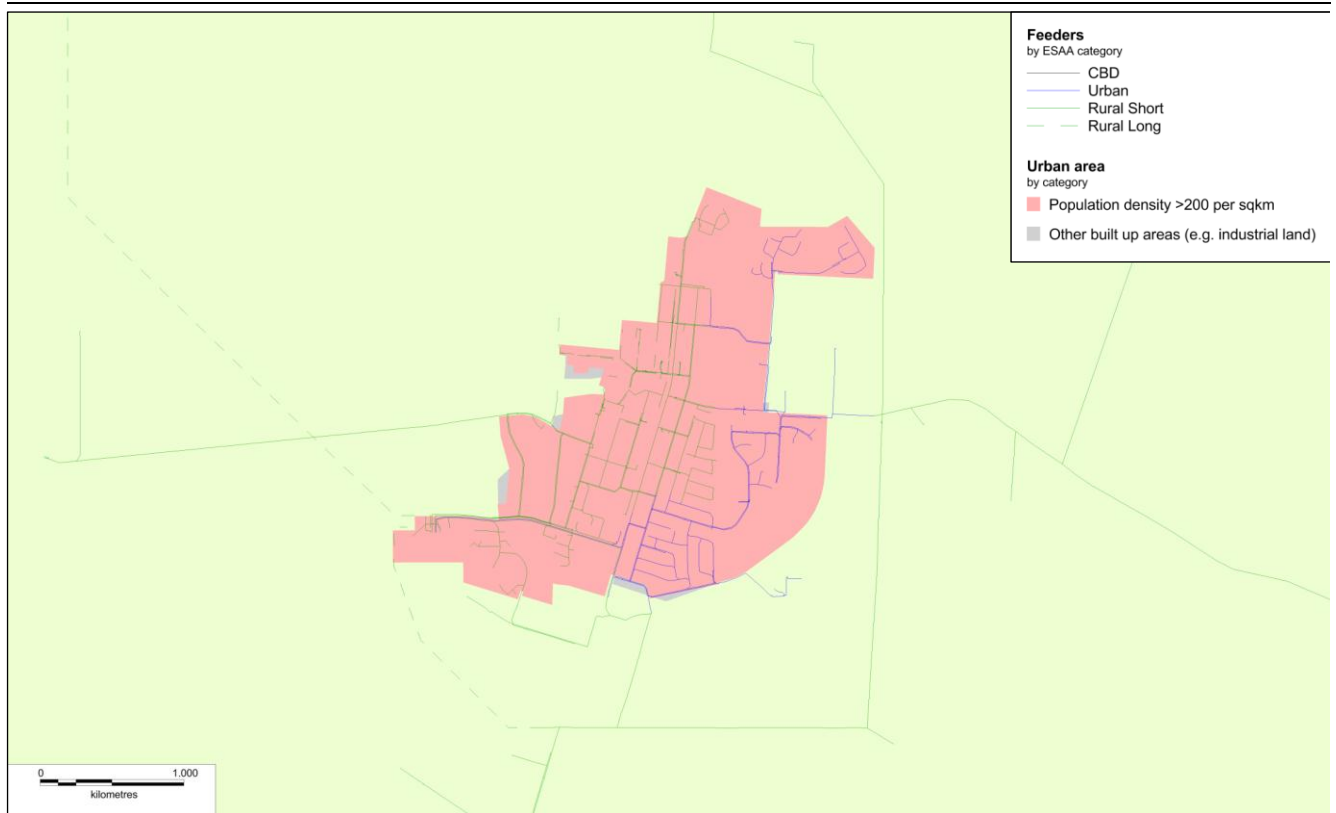 Feeders
by ESAA category
CBD
Urban
Rural Short
Rural Long
Urban area
by category
Population density >200 per sqkm
Other built up areas (e.g. industrial land)
0 1,000
kilometres